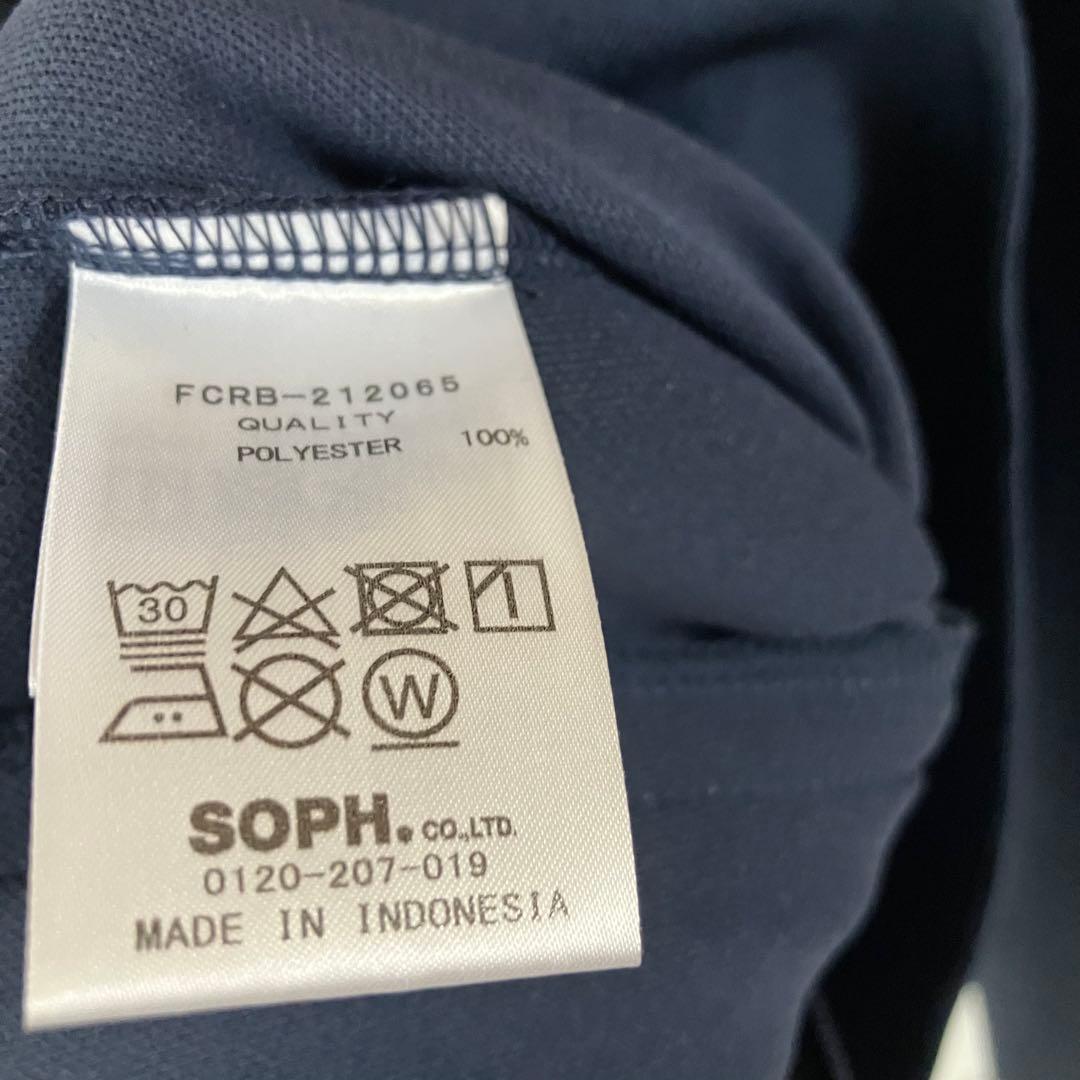 FCRB-212065
QUALITY
POLYESTER 100%
30
W
SOPH. CO.,LTD.
0120-207-019
MADE IN INDONESIA